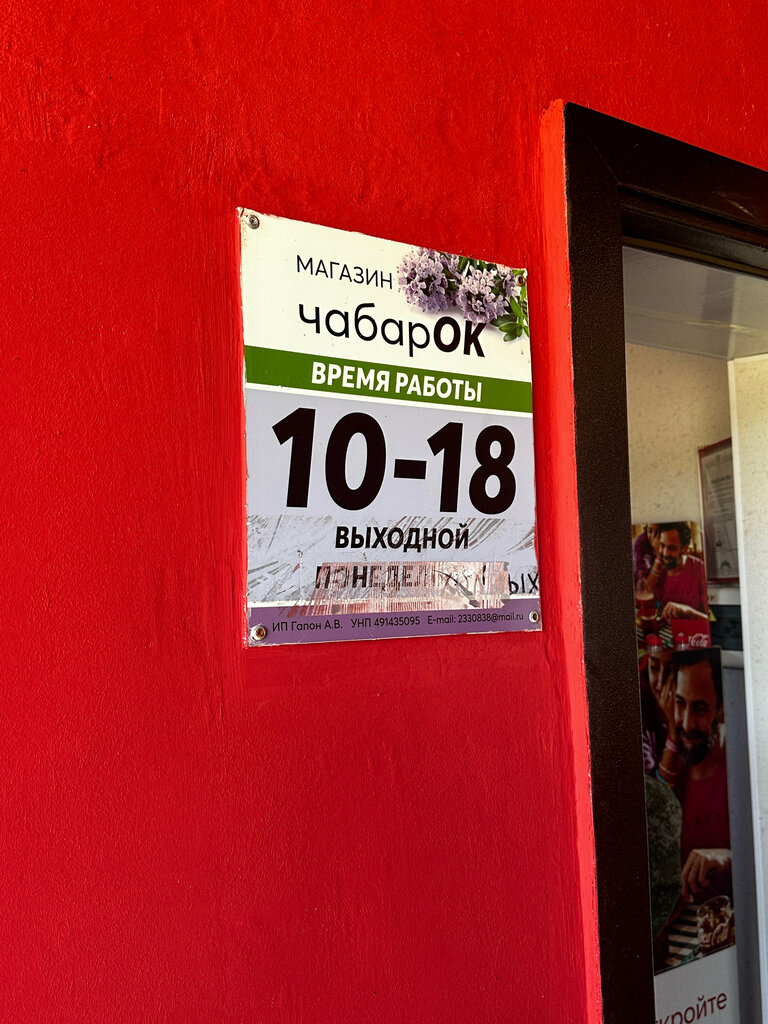 МАГАЗИН
чабарОК
ВРЕМЯ РАБОТЫ
10-18
ВЫХОДНОЙ
ИП Гапон А.В. УНП 491435095 E-mail: 2330838@mail.ru